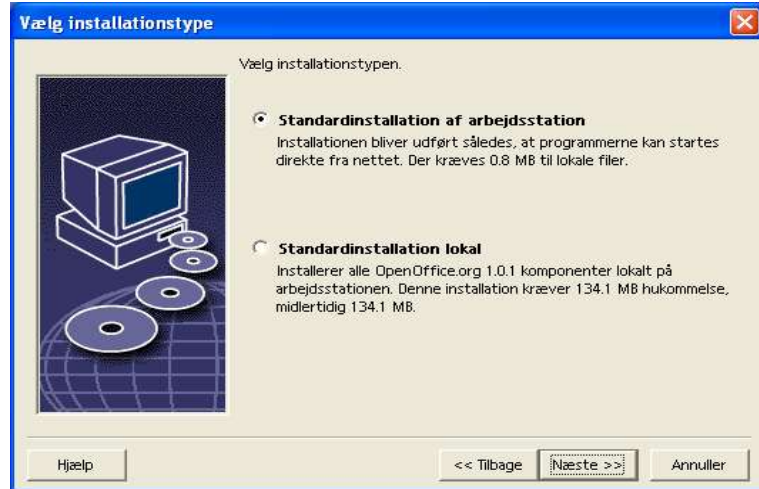 Vælg installationstype
Vælg installationstypen.
Standardinstallation af arbejdsstation
Installationen bliver udført således, at programmerne kan startes
direkte fra nettet. Der kræves 0.8 MB til lokale filer.
Standardinstallation lokal
Installerer alle OpenOffice.org 1.0.1 komponenter lokalt på
arbejdsstationen. Denne installation kræver 134.1 MB hukommelse,
midlertidig 134.1 MB.
Hjælp
<< Tilbage
Næste >>
Annuller